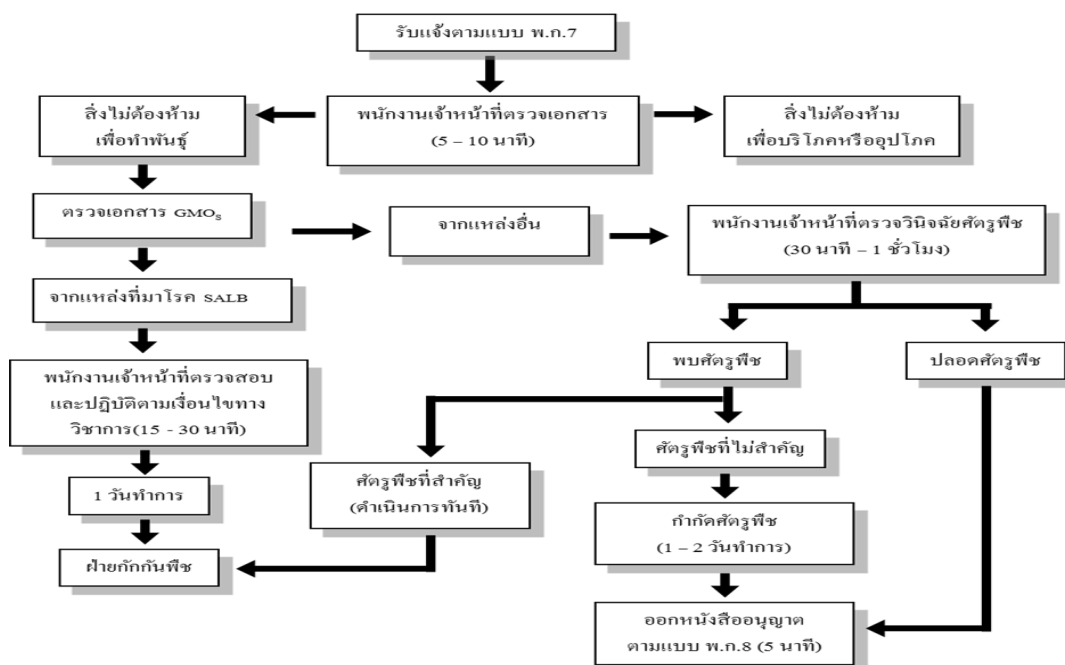 รับแจ้งตามแบบ พ.ก.7
สิ่งไม่ต้องห้าม
เพื่อทำพันธุ์
พนักงานเจ้าหน้าที่ตรวจเอกสาร
(5 – 10 นาที)
สิ่งไม่ต้องห้าม
เพื่อบริโภคหรืออุปโภค
ตรวจเอกสาร GMOs
จากแหล่งอื่น
พนักงานเจ้าหน้าที่ตรวจวินิจฉัยศัตรูพืช
(30 นาที – 1 ชั่วโมง)
จากแหล่งที่มาโรค SALB
พบศัตรูพืช
ปลอดศัตรูพืช
พนักงานเจ้าหน้าที่ตรวจสอบ
และปฏิบัติตามเงื่อนไขทาง
วิชาการ(15 - 30 นาที)
ศัตรูพืชที่ไม่สำคัญ
ศัตรูพืชที่สำคัญ
(ดำเนินการทันที)
1 วันทำการ
กำกัดศัตรูพืช
(1 – 2 วันทำการ)
ฝ่ายกักกันพืช
ออกหนังสืออนุญาต
ตามแบบ พ.ก.8 (5 นาที)